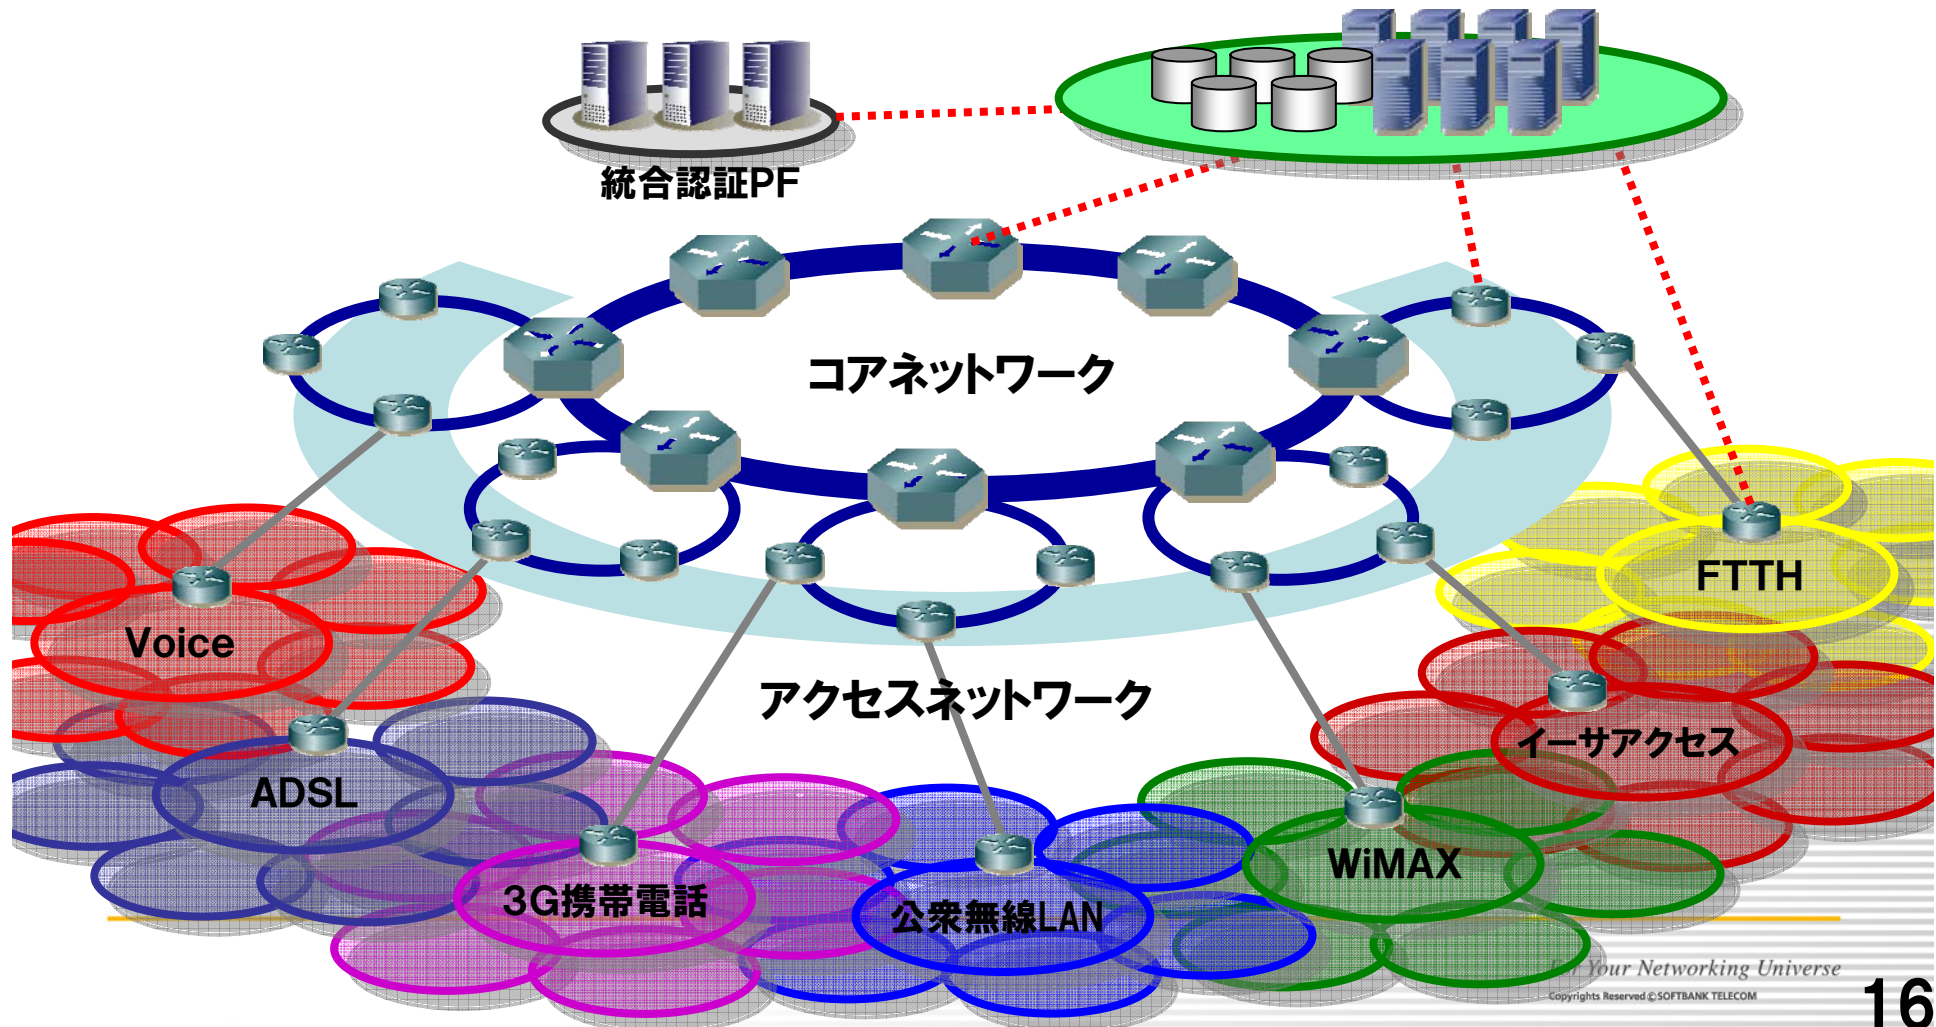 統合認証PF
コアネットワーク
FTTH
Voice
アクセスネットワーク
イーサアクセス
ADSL
WiMAX
3G携帯電話
公衆無線LAN
For Your Networking Universe
Copyrights Reserved ©SOFTBANK TELECOM
16